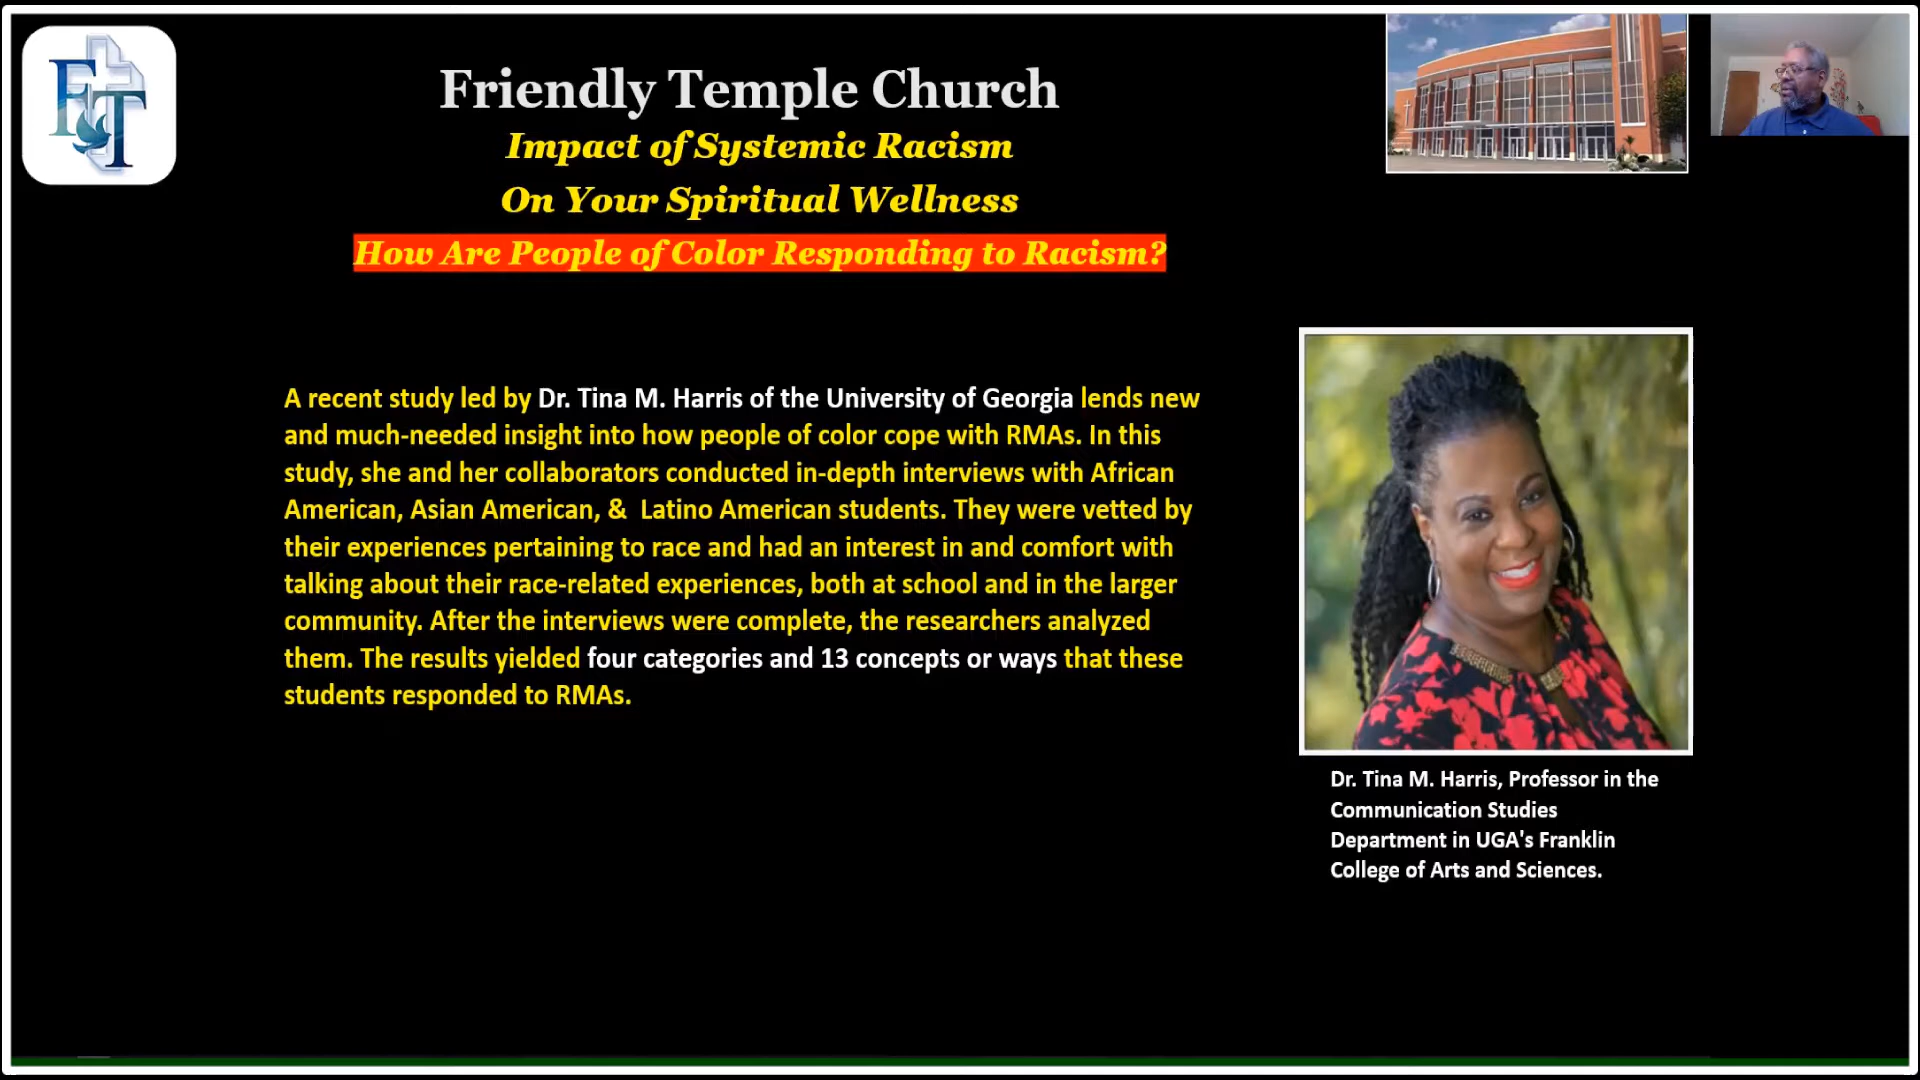 FT
Friendly Temple Church
Impact of Systemic Racism
On Your Spiritual Wellness
How Are People of Color Responding to Racism?
A recent study led by Dr. Tina M. Harris of the University of Georgia lends new
and much-needed insight into how people of color cope with RMAs. In this
study, she and her collaborators conducted in-depth interviews with African
American, Asian American, & Latino American students. They were vetted by
their experiences pertaining to race and had an interest in and comfort with
talking about their race-related experiences, both at school and in the larger
community. After the interviews were complete, the researchers analyzed
them. The results yielded four categories and 13 concepts or ways that these
students responded to RMAs.
Dr. Tina M. Harris, Professor in the
Communication Studies
Department in UGA's Franklin
College of Arts and Sciences.